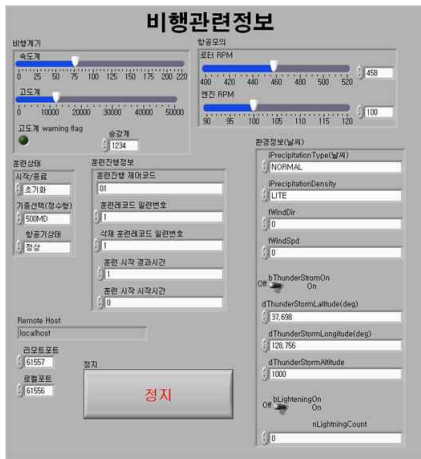 비행관련정보
비행계기
속도계
0 25 50 75 100 125 150 175 200 220
고도계
0 10000 20000 30000 40000 50000
고도계 warning flag
승강계
1234
항공모의
로터 RPM
400 420 440 460 480 500 520
458
엔진 RPM
90 95 100 105 110 115 120
100
훈련상태
시작/종료
초기화
기종선택(정수형)
500MD
항공기상태
정상
훈련진행정보
훈련진행 제어코드
01
훈련레코드 일련번호
1
삭제 훈련레코드 일련번호
1
훈련 시작 경과시간
1
훈련 시작 시작시간
0
환경정보(날씨)
iPrecipitationType(날씨)
NORMAL
iPrecipitationDensity
LITE
fWindDir
0
fWindSpd
0
bThunderStromOn
Off On
dThunderStormLatitude(deg)
37,698
dThunderStormLongitude(deg)
128,756
dThunderStormAltitude
1000
bLighteningOn
Off On
nLightningCount
0
Remote Host
localhost
리모트포트
61557
로컬포트
61556
정지
정지